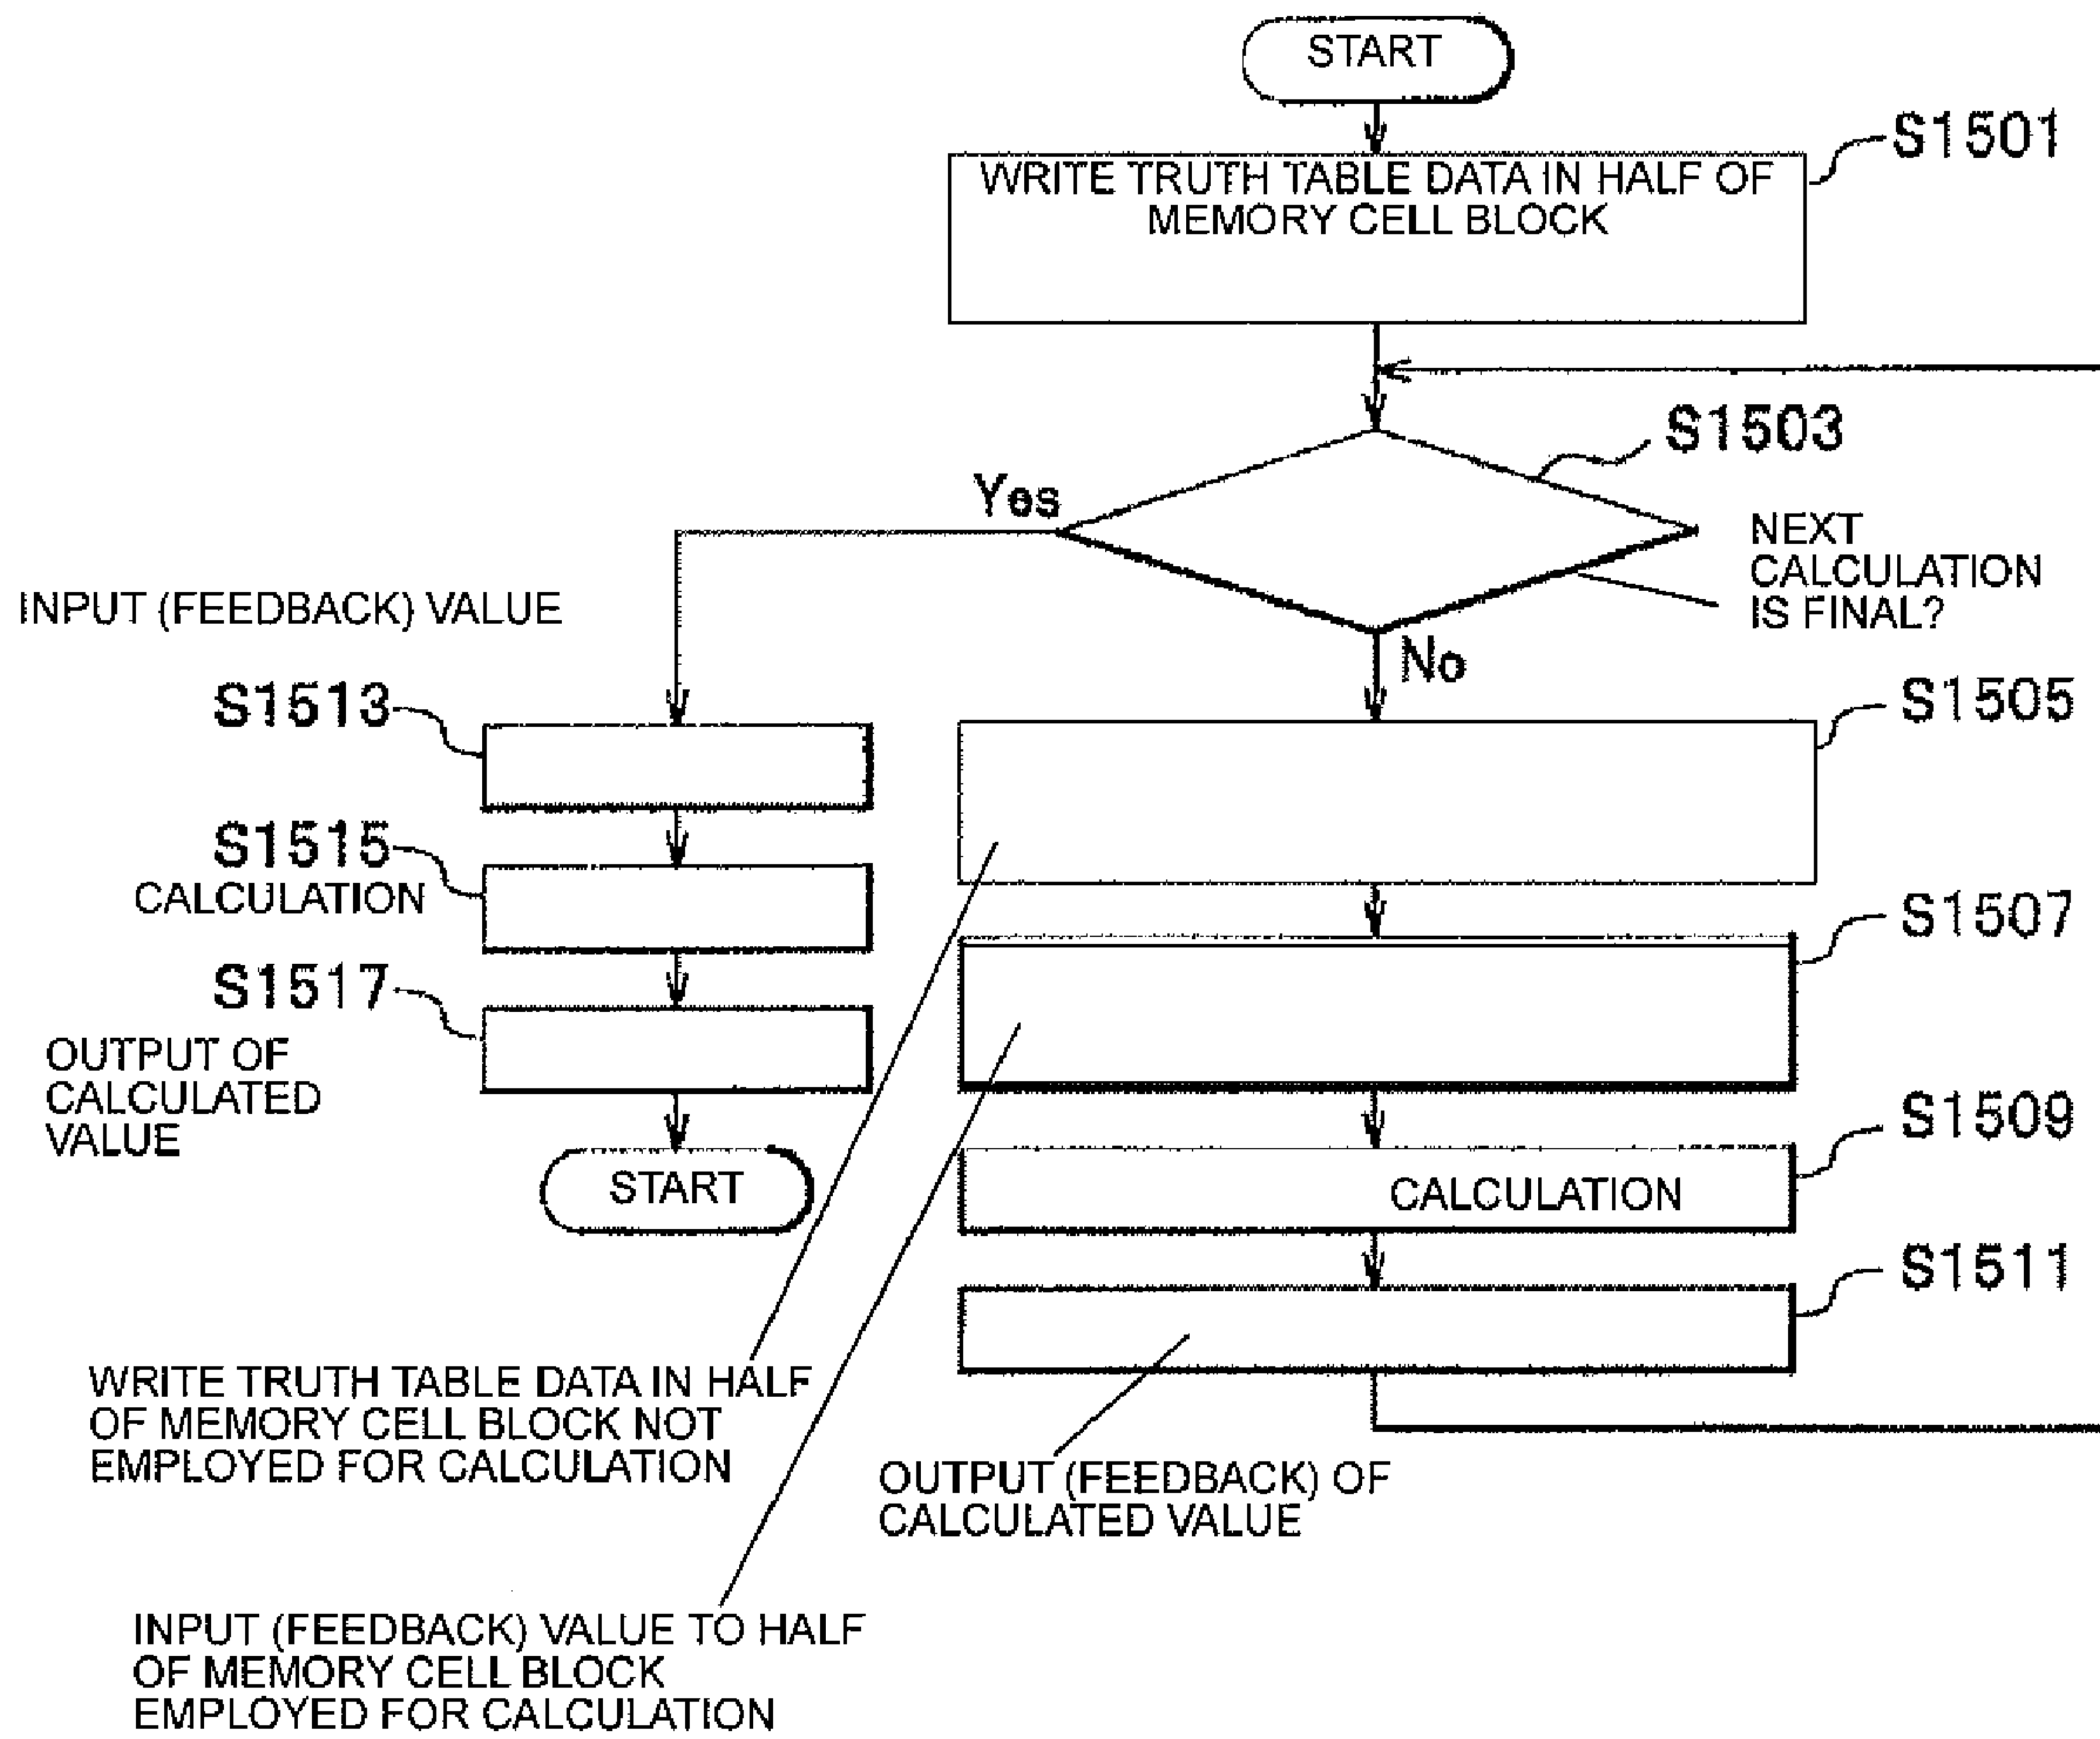 START
S1501
WRITE TRUTH TABLE DATA IN HALF OF
MEMORY CELL BLOCK
S1503
Yes
NEXT
CALCULATION
IS FINAL?
No
INPUT (FEEDBACK) VALUE
S1513
S1505
S1515
CALCULATION
S1507
S1517
OUTPUT OF
CALCULATED
VALUE
S1509
START
CALCULATION
S1511
WRITE TRUTH TABLE DATA IN HALF
OF MEMORY CELL BLOCK NOT
EMPLOYED FOR CALCULATION
OUTPUT (FEEDBACK) OF
CALCULATED VALUE
INPUT (FEEDBACK) VALUE TO HALF
OF MEMORY CELL BLOCK
EMPLOYED FOR CALCULATION